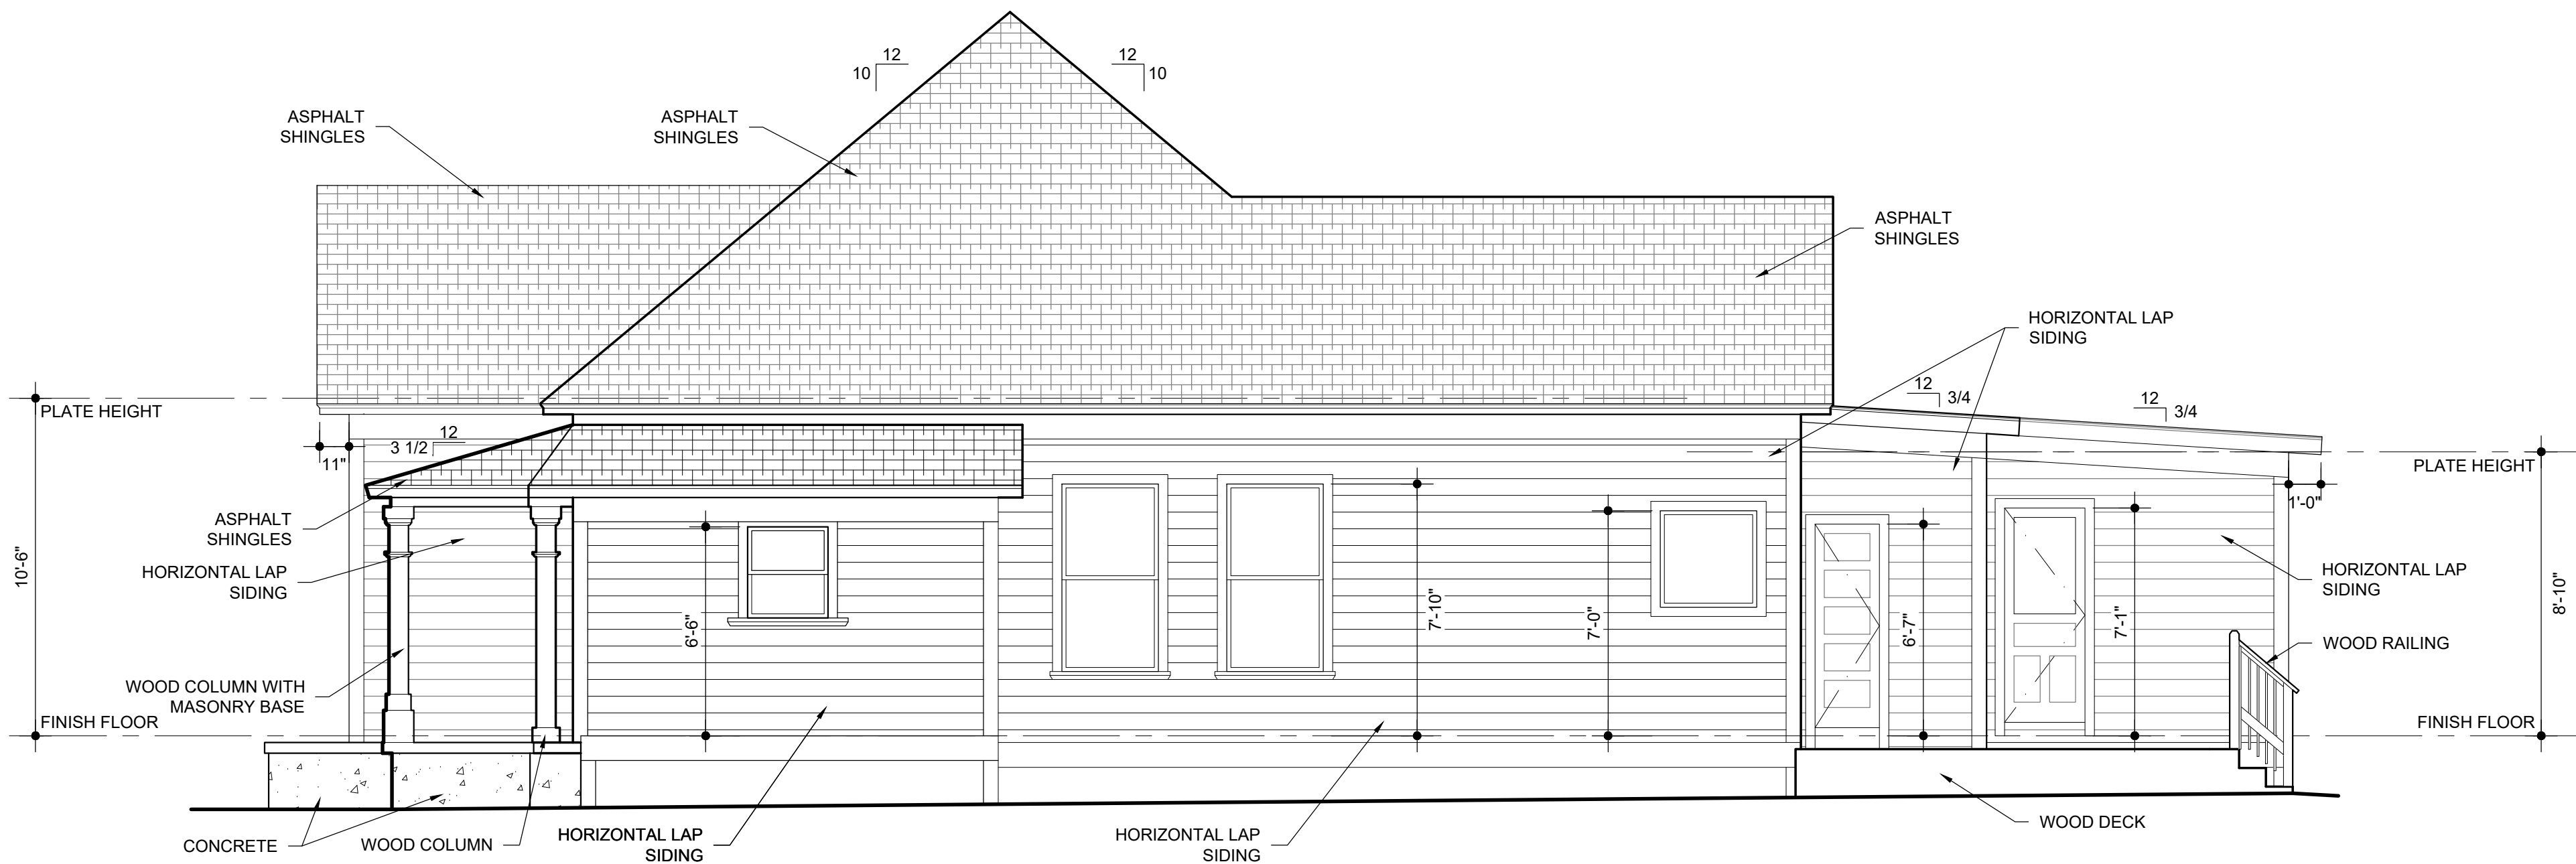 12
10
12
10
ASPHALT
SHINGLES
ASPHALT
SHINGLES
ASPHALT
SHINGLES
HORIZONTAL LAP
SIDING
12
3/4
12
3/4
PLATE HEIGHT
12
3 1/2
11"
PLATE HEIGHT
1'-0"
ASPHALT
SHINGLES
HORIZONTAL LAP
SIDING
10'-6"
6'-6"
7'-10"
7'-0"
6'-7"
7'-1"
8'-10"
HORIZONTAL LAP
SIDING
WOOD RAILING
WOOD COLUMN WITH
MASONRY BASE
FINISH FLOOR
FINISH FLOOR
CONCRETE
WOOD COLUMN
HORIZONTAL LAP
SIDING
HORIZONTAL LAP
SIDING
WOOD DECK